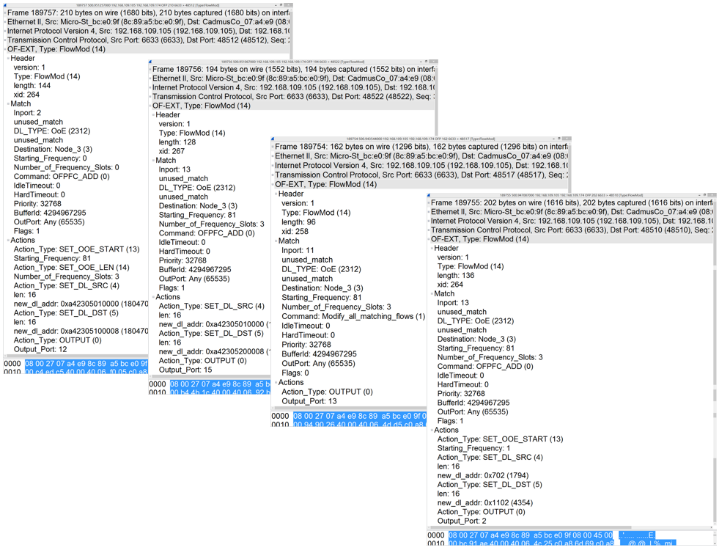 Frame 189757: 210 bytes on wire (1680 bits), 210 bytes captured (1680 bits) on interf
Ethernet II, Src: Micro-St_bc:e0:9f (8c:89:a5:bc:e0:9f), Dst: CadmusCo_07:a4:e9 (08:
Internet Protocol Version 4, Src: 192.168.109.105 (192.168.109.105), Dst: 192.168.1
Transmission Control Protocol, Src Port: 6633 (6633), Dst Port: 48512 (48512), Seq:
OF-EXT, Type: FlowMod (14)
Header
version: 1
Type: FlowMod (14)
length: 144
xid: 264
Match
Inport: 2
unused_match
DL_TYPE: OoE (2312)
unused_match
Destination: Node_3 (3)
Starting_Frequency: 0
Number_of_Frequency_Slots: 0
Command: OFPFC_ADD (0)
IdleTimeout: 0
HardTimeout: 0
Priority: 32768
BufferId: 4294967295
OutPort: Any (65535)
Flags: 1
Actions
Action_Type: SET_OOE_START (13)
Starting_Frequency: 81
Action_Type: SET_OOE_LEN (14)
Number_of_Frequency_Slots: 3
Action_Type: SET_DL_SRC (4)
len: 16
new_dl_addr: 0xa42305010000 (180470
Action_Type: SET_DL_DST (5)
len: 16
new_dl_addr: 0xa42305100008 (180470
Action_Type: OUTPUT (0)
Output_Port: 12
0000 08 00 27 07 a4 e9 8c 89 a5 bc e0 9f
Frame 189756: 194 bytes on wire (1552 bits), 194 bytes captured (1552 bits) on interf
Ethernet II, Src: Micro-St_bc:e0:9f (8c:89:a5:bc:e0:9f), Dst: CadmusCo_07:a4:e9 (08:
Internet Protocol Version 4, Src: 192.168.109.105 (192.168.109.105), Dst: 192.168.1
Transmission Control Protocol, Src Port: 6633 (6633), Dst Port: 48522 (48522), Seq:
OF-EXT, Type: FlowMod (14)
Header
version: 1
Type: FlowMod (14)
length: 128
xid: 267
Match
Inport: 13
unused_match
DL_TYPE: OoE (2312)
unused_match
Destination: Node_3 (3)
Starting_Frequency: 81
Number_of_Frequency_Slots: 3
Command: OFPFC_ADD (0)
IdleTimeout: 0
HardTimeout: 0
Priority: 32768
BufferId: 4294967295
OutPort: Any (65535)
Flags: 1
Actions
Action_Type: SET_DL_SRC (4)
len: 16
new_dl_addr: 0xa42305010000 (
Action_Type: SET_DL_DST (5)
len: 16
new_dl_addr: 0xa42305200008 (
Action_Type: OUTPUT (0)
Output_Port: 15
0000 08 00 27 07 a4 e9 8c 89 a5 b
Frame 189754: 162 bytes on wire (1296 bits), 162 bytes captured (1296 bits) on interf
Ethernet II, Src: Micro-St_bc:e0:9f (8c:89:a5:bc:e0:9f), Dst: CadmusCo_07:a4:e9 (08:
Internet Protocol Version 4, Src: 192.168.109.105 (192.168.109.105), Dst: 192.168.1
Transmission Control Protocol, Src Port: 6633 (6633), Dst Port: 48517 (48517), Seq:
OF-EXT, Type: FlowMod (14)
Header
version: 1
Type: FlowMod (14)
length: 96
xid: 258
Match
Inport: 11
unused_match
DL_TYPE: OoE (2312)
unused_match
Destination: Node_3 (3)
Starting_Frequency: 81
Number_of_Frequency_Slots: 3
Command: Modify_all_matching_flows (1)
IdleTimeout: 0
HardTimeout: 0
Priority: 32768
BufferId: 4294967295
OutPort: Any (65535)
Flags: 0
Actions
Action_Type: OUTPUT (0)
Output_Port: 13
0000 08 00 27 07 a4 e9 8c 89 a5 bc e0 9f 0
Frame 189755: 202 bytes on wire (1616 bits), 202 bytes captured (1616 bits) on interf
Ethernet II, Src: Micro-St_bc:e0:9f (8c:89:a5:bc:e0:9f), Dst: CadmusCo_07:a4:e9 (08:
Internet Protocol Version 4, Src: 192.168.109.105 (192.168.109.105), Dst: 192.168.1
Transmission Control Protocol, Src Port: 6633 (6633), Dst Port: 48510 (48510), Seq:
OF-EXT, Type: FlowMod (14)
Header
version: 1
Type: FlowMod (14)
length: 136
xid: 264
Match
Inport: 13
unused_match
DL_TYPE: OoE (2312)
unused_match
Destination: Node_3 (3)
Starting_Frequency: 81
Number_of_Frequency_Slots: 3
Command: OFPFC_ADD (0)
IdleTimeout: 0
HardTimeout: 0
Priority: 32768
BufferId: 4294967295
OutPort: Any (65535)
Flags: 1
Actions
Action_Type: SET_OOE_START (13)
Starting_Frequency: 1
Action_Type: SET_DL_SRC (4)
len: 16
new_dl_addr: 0x702 (1794)
Action_Type: SET_DL_DST (5)
len: 16
new_dl_addr: 0x1102 (4354)
Action_Type: OUTPUT (0)
Output_Port: 2
0000 08 00 27 07 a4 e9 8c 89 a5 bc e0 9f 08 00 45 00